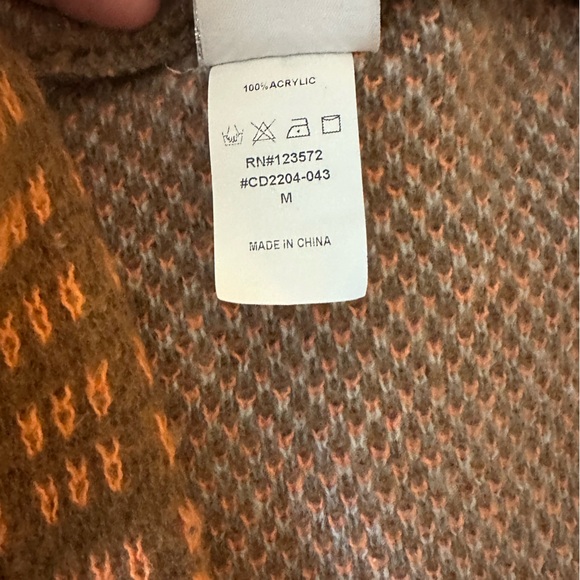 100% ACRYLIC
RN#123572
#CD2204-043
M
MADE IN CHINA